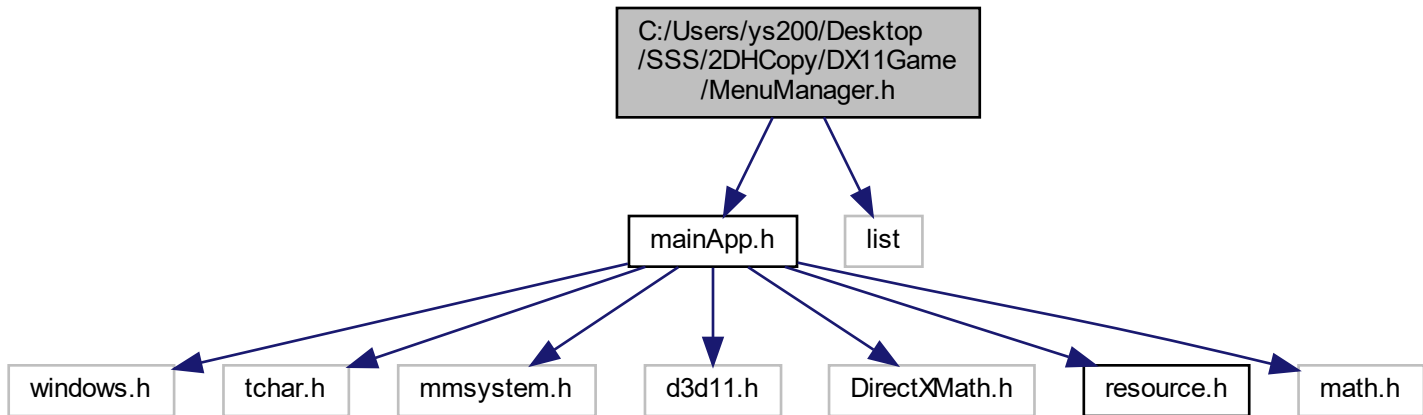 C:/Users/ys200/Desktop
/SSS/2DHCopy/DX11Game
/MenuManager.h
mainApp.h
list
windows.h
tchar.h
mmsystem.h
d3d11.h
DirectXMath.h
resource.h
math.h